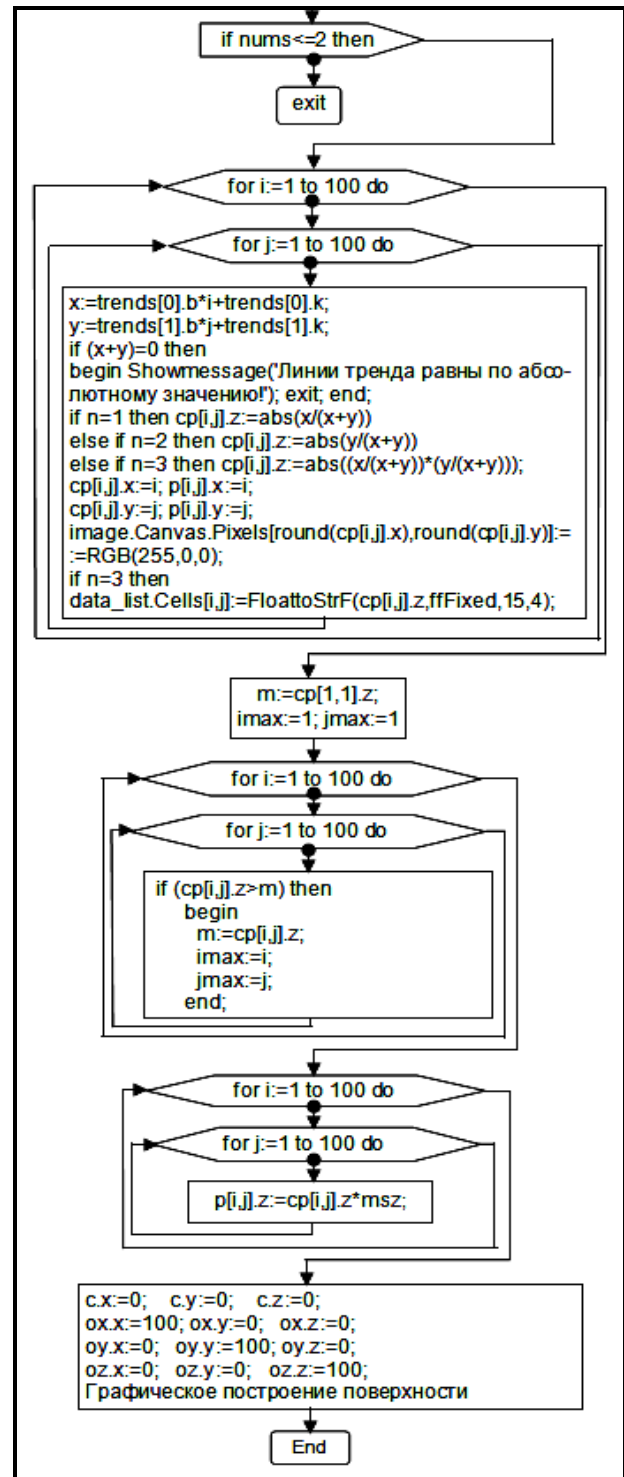 if nums<=2 then
exit
for i:=1 to 100 do
for j:=1 to 100 do
x:=trends[0].b*i+trends[0].k;
y:=trends[1].b*j+trends[1].k;
if (x+y)=0 then
begin Showmessage('Линии тренда равны по абсо-
лютному значению!'); exit; end;
if n=1 then cp[i,j].z:=abs(x/(x+y))
else if n=2 then cp[i,j].z:=abs(y/(x+y))
else if n=3 then cp[i,j].z:=abs((x/(x+y))*(y/(x+y)));
cp[i,j].x:=i; p[i,j].x:=i;
cp[i,j].y:=j; p[i,j].y:=j;
image.Canvas.Pixels[round(cp[i,j].x),round(cp[i,j].y)]:=
:=RGB(255,0,0);
if n=3 then
data_list.Cells[i,j]:=FloattoStrF(cp[i,j].z,ffFixed,15,4);
m:=cp[1,1].z;
imax:=1; jmax:=1
for i:=1 to 100 do
for j:=1 to 100 do
if (cp[i,j].z>m) then
begin
m:=cp[i,j].z;
imax:=i;
jmax:=j;
end;
for i:=1 to 100 do
for j:=1 to 100 do
p[i,j].z:=cp[i,j].z*msz;
c.x:=0; c.y:=0; c.z:=0;
ox.x:=100; ox.y:=0; ox.z:=0;
oy.x:=0; oy.y:=100; oy.z:=0;
oz.x:=0; oz.y:=0; oz.z:=100;
Графическое построение поверхности
End